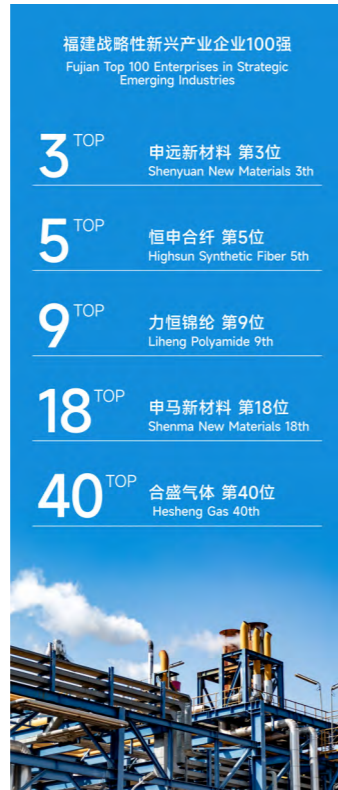 福建战略性新兴产业企业100强
Fujian Top 100 Enterprises in Strategic
Emerging Industries
3 TOP
申远新材料 第3位
Shenyuan New Materials 3th
5 TOP
恒申合纤 第5位
Highsun Synthetic Fiber 5th
9 TOP
力恒锦纶 第9位
Liheng Polyamide 9th
18 TOP
申马新材料 第18位
Shenma New Materials 18th
40 TOP
合盛气体 第40位
Hesheng Gas 40th